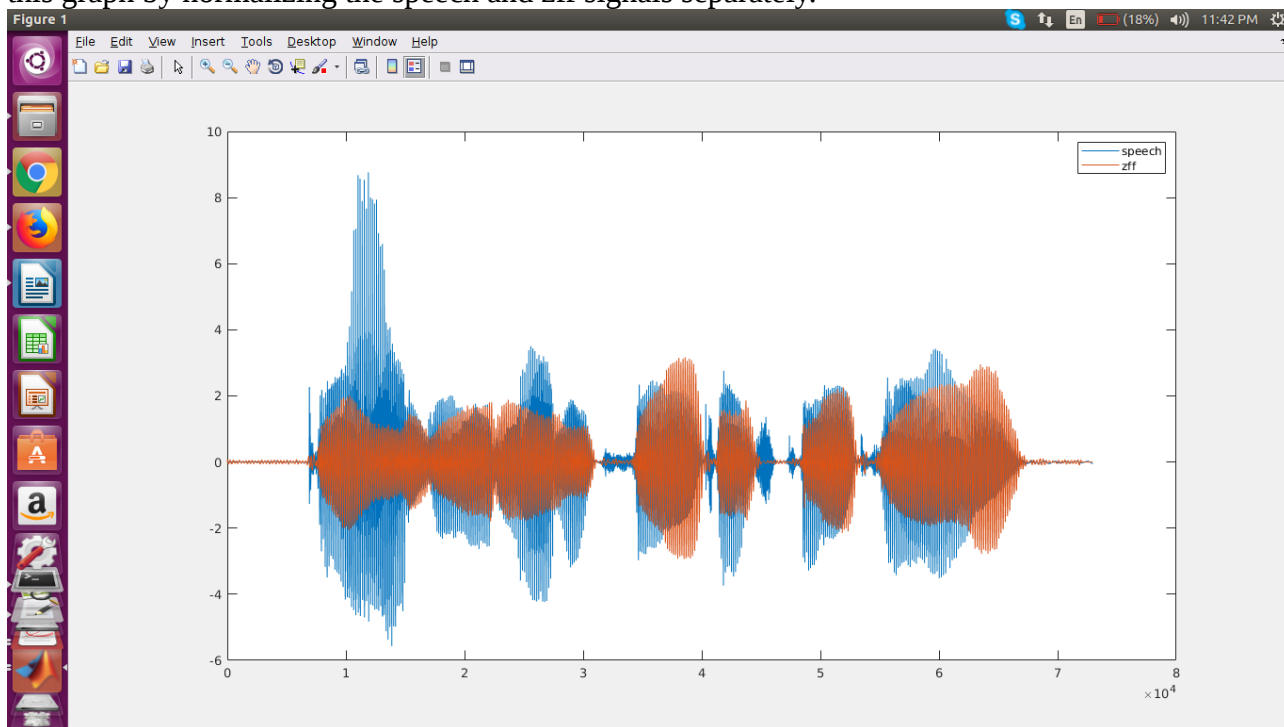 this graph by normalizing the speech and zff signals separately.
Figure 1
S En (18%) 11:42 PM
File Edit View Insert Tools Desktop Window Help
10
8
6
4
2
0
-2
-4
-6
speech
zff
0 1 2 3 4 5 6 7 8
×10⁴
A
a